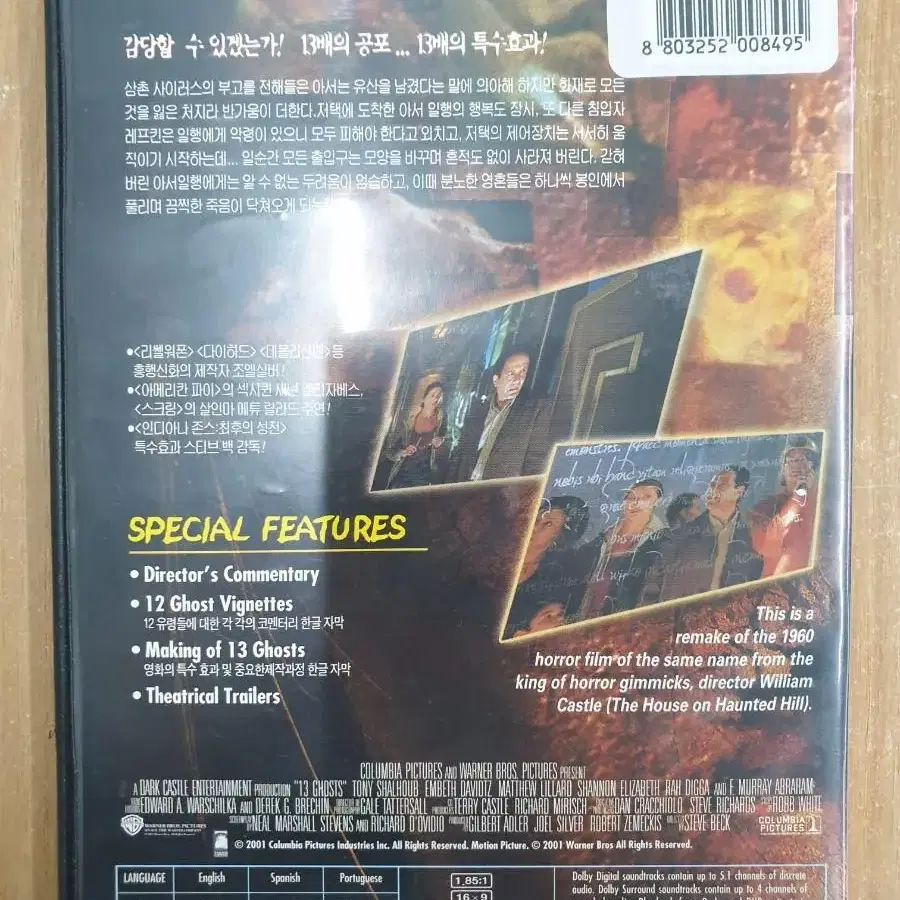 감당할 수 있겠는가! 13배의 공포 ... 13배의 특수효과!
8 803252 008495
삼촌 사이러스의 부고를 전해들은 아서는 유산을 남겼다는 말에 의아해 하지만 화재로 모든
것을 잃은 처지라 반가움이 더한다. 저택에 도착한 아서 일행의 행복도 잠시, 또 다른 침입자
레프킨은 일행에게 악령이 있으니 모두 피해야 한다고 외치고, 저택의 제어장치는 서서히 움
직이기 시작하는데... 일순간 모든 출입구는 모양을 바꾸며 흔적도 없이 사라져 버린다. 갇혀
버린 아서일행에게는 알 수 없는 두려움이 엄습하고, 이때 분노한 영혼들은 하나씩 봉인에서
풀리며 끔찍한 죽음이 닥쳐오게
•<리쎌웨폰> <다이하드> 등
흥행신화의 제작자 조엘실버!
•<아메리칸 파이>의 섹시퀸
<스크림>의 살인마 메튜 릴라드 주연!
•<인디아나 존스:최후의 성전>
특수효과 스티브 백 감독!
SPECIAL FEATURES
• Director's Commentary
• 12 Ghost Vignettes
12 유령들에 대한 각 각의 코멘터리 한글 자막
• Making of 13 Ghosts
영화의 특수 효과 및 중요한제작과정 한글 자막
• Theatrical Trailers
This is a
remake of the 1960
horror film of the same name from the
king of horror gimmicks, director William
Castle (The House on Haunted Hill).
COLUMBIA PICTURES AND WARNER BROS. PICTURES PRESENT
A DARK CASTLE ENTERTAINMENT PRODUCTION "13 GHOSTS" TONY SHALHOUB EMBETH DAVIDTZ MATTHEW LILLARD SHANNON ELIZABETH RAH DIGGA AND F. MURRAY ABRAHAM
EDWARD A. WARSCHILKA AND DEREK G. BRECHIN GALE TATTERSALL TERRY CASTLE RICHARD MIRISCH DAN CRACCHIOLO STEVE RICHARDS ROBB WHITE
NEAL MARSHALL STEVENS AND RICHARD D'OVIDIO GILBERT ADLER JOEL SILVER ROBERT ZEMECKIS STEVE BECK
WARNER BROS. PICTURES
COLUMBIA PICTURES
© 2001 Columbia Pictures Industries Inc. All Rights Reserved. Motion Picture. © 2001 Warner Bros All Rights Reserved.
LANGUAGE English Spanish Portuguese
1.85:1
16 x 9
Dolby Digital soundtracks contain up to 5.1 channels of discrete
audio. Dolby Surround soundtracks contain up to 4 channels of